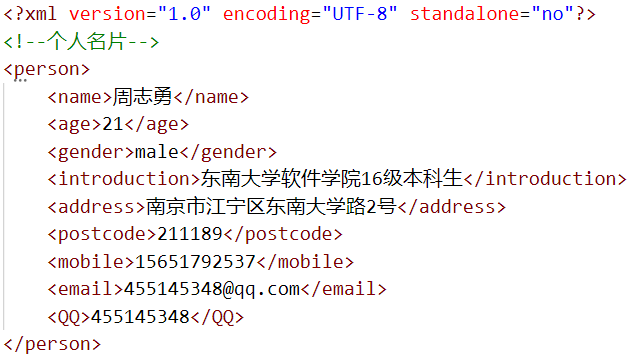 <?xml version="1.0" encoding="UTF-8" standalone="no"?>
<!--个人名片-->
<person>
<name>周志勇</name>
<age>21</age>
<gender>male</gender>
<introduction>东南大学软件学院16级本科生</introduction>
<address>南京市江宁区东南大学路2号</address>
<postcode>211189</postcode>
<mobile>15651792537</mobile>
<email>455145348@qq.com</email>
<QQ>455145348</QQ>
</person>